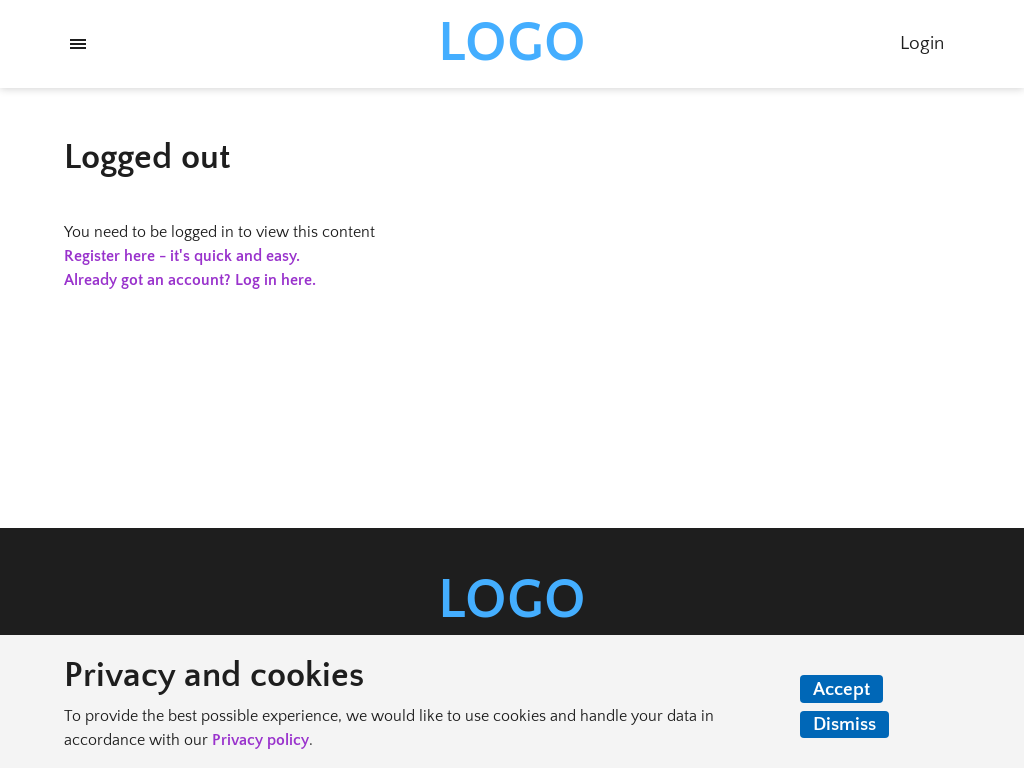 LOGO
Login
Logged out
You need to be logged in to view this content
Register here - it's quick and easy.
Already got an account? Log in here.
LOGO
Privacy and cookies
To provide the best possible experience, we would like to use cookies and handle your data in
accordance with our Privacy policy.
Accept
Dismiss